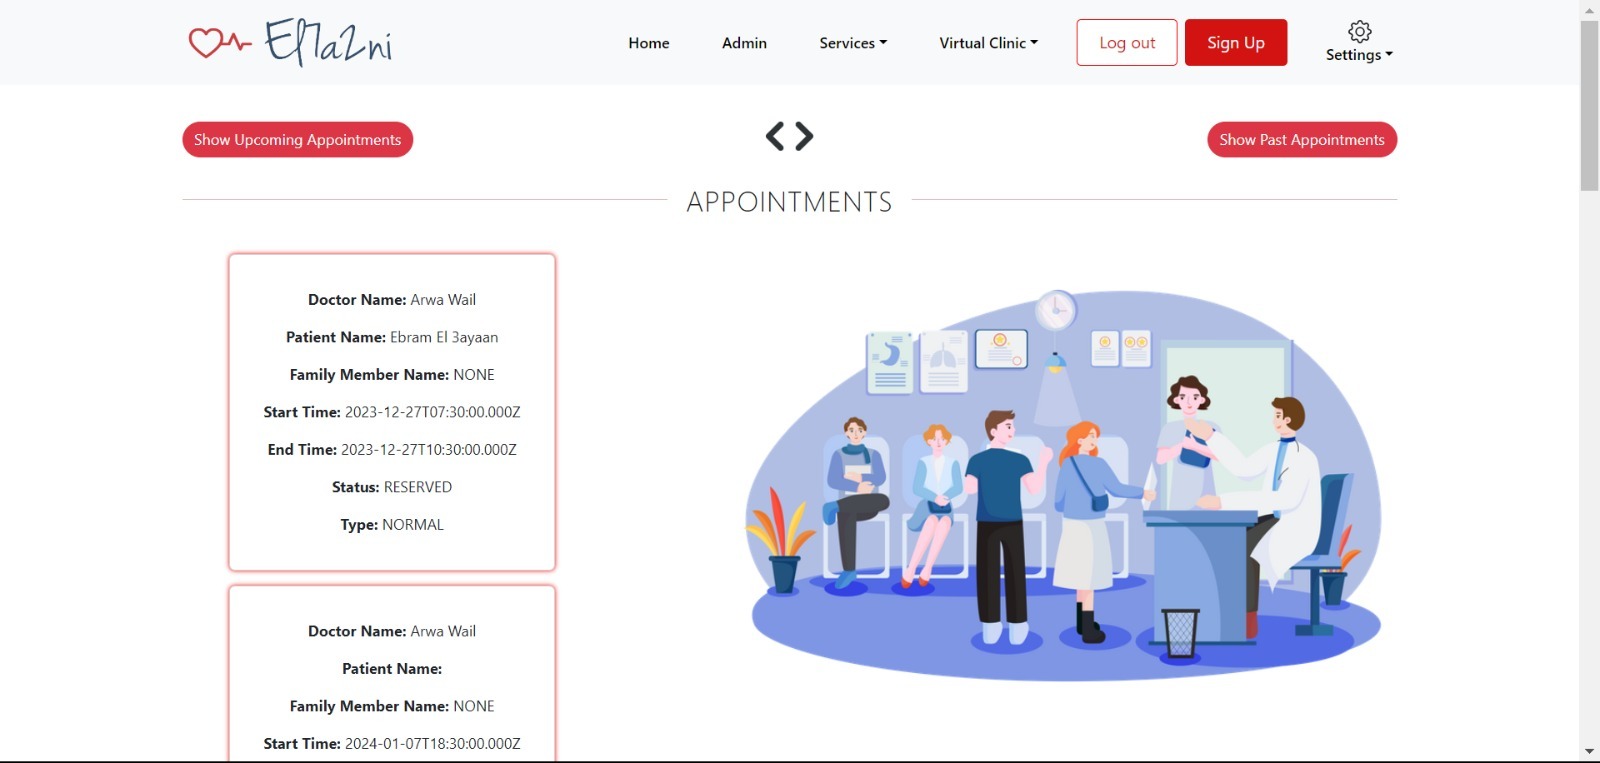 El7a2ni
Home
Admin
Services
Virtual Clinic
Log out
Sign Up
Settings
Show Upcoming Appointments
Show Past Appointments
APPOINTMENTS
Doctor Name: Arwa Wail
Patient Name: Ebram El 3ayaan
Family Member Name: NONE
Start Time: 2023-12-27T07:30:00.000Z
End Time: 2023-12-27T10:30:00.000Z
Status: RESERVED
Type: NORMAL
Doctor Name: Arwa Wail
Patient Name:
Family Member Name: NONE
Start Time: 2024-01-07T18:30:00.000Z